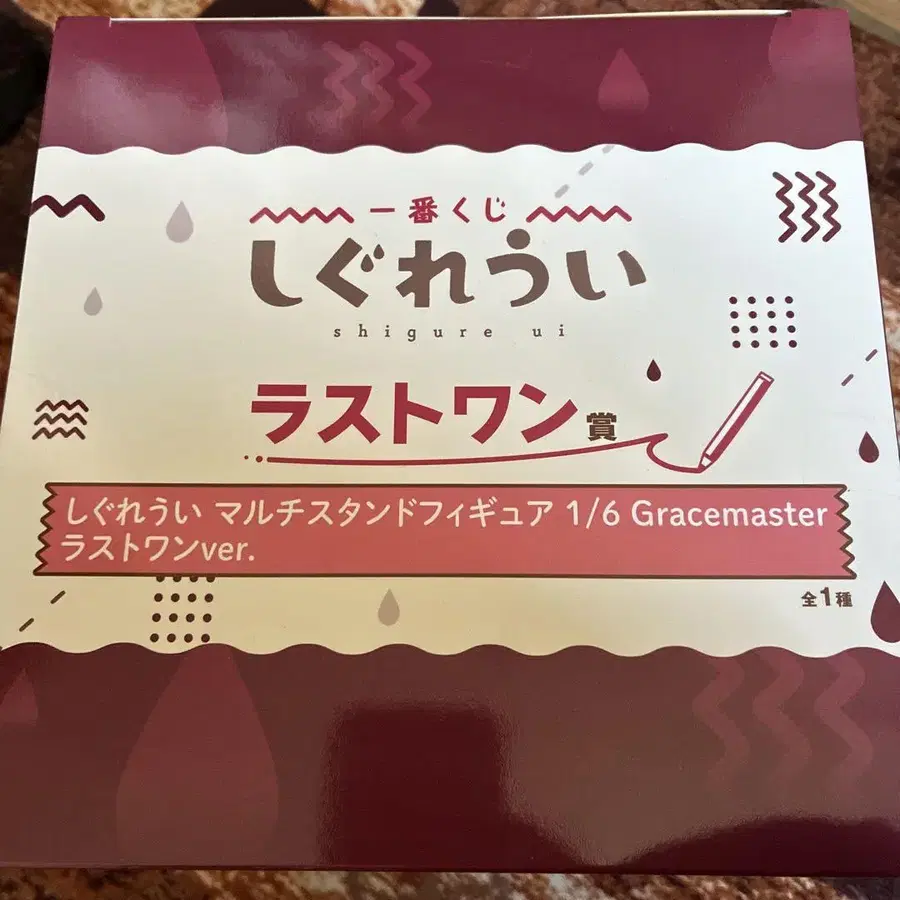 一番くじ
しぐれうい
shigure ui
ラストワン賞
しぐれうい マルチスタンドフィギュア 1/6 Gracemaster
ラストワンver.
全1種